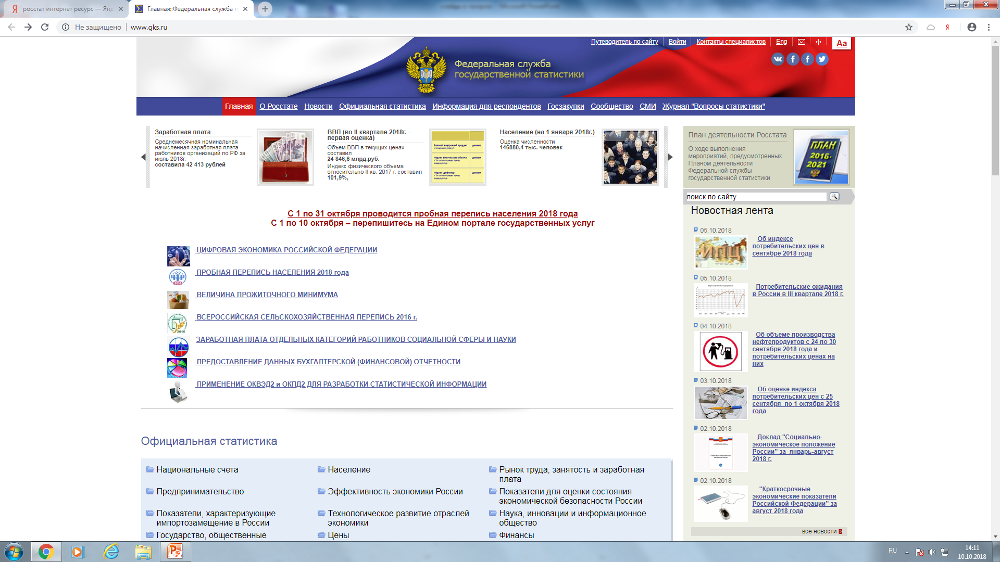 росстат интернет ресурс — Янд
Главная::Федеральная служба го
Не защищено
www.gks.ru
Путеводитель по сайту
Войти
Контакты специалистов
Eng
Aa
Федеральная служба
государственной статистики
Главная
О Росстате
Новости
Официальная статистика
Информация для респондентов
Госзакупки
Сообщество
СМИ
Журнал "Вопросы статистики"
Заработная плата
Среднемесячная номинальная
начисленная заработная плата
работников организаций по РФ за
июль 2018г.
составила 42 413 рублей
ВВП (во II квартале 2018г. -
первая оценка)
Объем ВВП в текущих ценах
составил
24 846,6 млрд.руб.
Индекс физического объема
относительно II кв. 2017 г. составил
101,9%,
Население (на 1 января 2018г.)
Оценка численности
146880,4 тыс. человек
План деятельности Росстата
О ходе выполнения
мероприятий, предусмотренных
Планом деятельности
Федеральной службы
государственной статистики
ПЛАН
2016-
2021
поиск по сайту
С 1 по 31 октября проводится пробная перепись населения 2018 года
С 1 по 10 октября – перепишитесь на Едином портале государственных услуг
ЦИФРОВАЯ ЭКОНОМИКА РОССИЙСКОЙ ФЕДЕРАЦИИ
ПРОБНАЯ ПЕРЕПИСЬ НАСЕЛЕНИЯ 2018 года
ВЕЛИЧИНА ПРОЖИТОЧНОГО МИНИМУМА
ВСЕРОССИЙСКАЯ СЕЛЬСКОХОЗЯЙСТВЕННАЯ ПЕРЕПИСЬ 2016 г.
ЗАРАБОТНАЯ ПЛАТА ОТДЕЛЬНЫХ КАТЕГОРИЙ РАБОТНИКОВ СОЦИАЛЬНОЙ СФЕРЫ И НАУКИ
ПРЕДОСТАВЛЕНИЕ ДАННЫХ БУХГАЛТЕРСКОЙ (ФИНАНСОВОЙ) ОТЧЕТНОСТИ
ПРИМЕНЕНИЕ ОКВЭД2 и ОКПД2 ДЛЯ РАЗРАБОТКИ СТАТИСТИЧЕСКОЙ ИНФОРМАЦИИ
Официальная статистика
Национальные счета
Население
Рынок труда, занятость и заработная
плата
Предпринимательство
Эффективность экономики России
Показатели для оценки состояния
экономической безопасности России
Показатели, характеризующие
импортозамещение в России
Технологическое развитие отраслей
экономики
Наука, инновации и информационное
общество
Государство, общественные
Цены
Финансы
Новостная лента
05.10.2018
ИПЦ
Об индексе
потребительских цен в
сентябре 2018 года
05.10.2018
Потребительские ожидания
в России в III квартале 2018 г.
04.10.2018
Об объеме производства
нефтепродуктов с 24 по 30
сентября 2018 года и
потребительских ценах на
них
03.10.2018
Об оценке индекса
потребительских цен с 25
сентября по 1 октября 2018
года
02.10.2018
Доклад "Социально-
экономическое положение
России" за январь-август
2018 г.
02.10.2018
"Краткосрочные
экономические показатели
Российской Федерации" за
август 2018 года
все новости
RU
14:11
10.10.2018